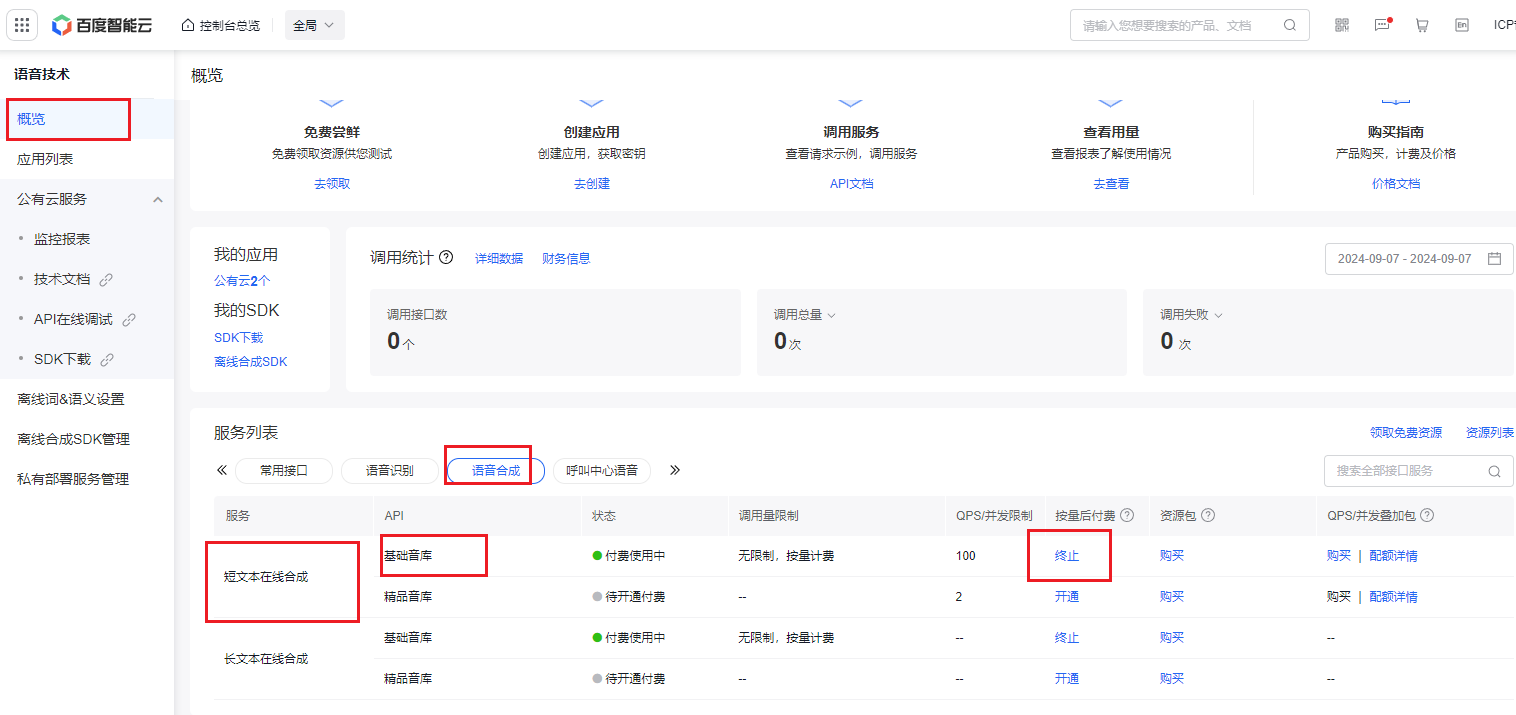 百度智能云
控制台总览
全局
请输入您想要搜索的产品、文档
En
ICP
语音技术
概览
应用列表
公有云服务
监控报表
技术文档
API在线调试
SDK下载
离线词&语义设置
离线合成SDK管理
私有部署服务管理
概览
免费尝鲜
免费领取资源供您测试
去领取
创建应用
创建应用，获取密钥
去创建
调用服务
查看请求示例，调用服务
API文档
查看用量
查看报表了解使用情况
去查看
购买指南
产品购买，计费及价格
价格文档
我的应用
公有云2个
我的SDK
SDK下载
离线合成SDK
调用统计 ? 详细数据 财务信息
2024-09-07 - 2024-09-07
调用接口数
0个
调用总量
0次
调用失败
0 次
服务列表
领取免费资源 资源列表
« 常用接口 语音识别 语音合成 呼叫中心语音 »
搜索全部接口服务
服务 API 状态 调用量限制 QPS/并发限制 按量后付费 ? 资源包 ? QPS/并发叠加包 ?
短文本在线合成
基础音库 付费使用中 无限制，按量计费 100 终止 购买 购买 | 配额详情
精品音库 待开通付费 -- 2 开通 购买 购买 | 配额详情
长文本在线合成
基础音库 付费使用中 无限制，按量计费 -- 终止 购买 --
精品音库 待开通付费 -- -- 开通 购买 --